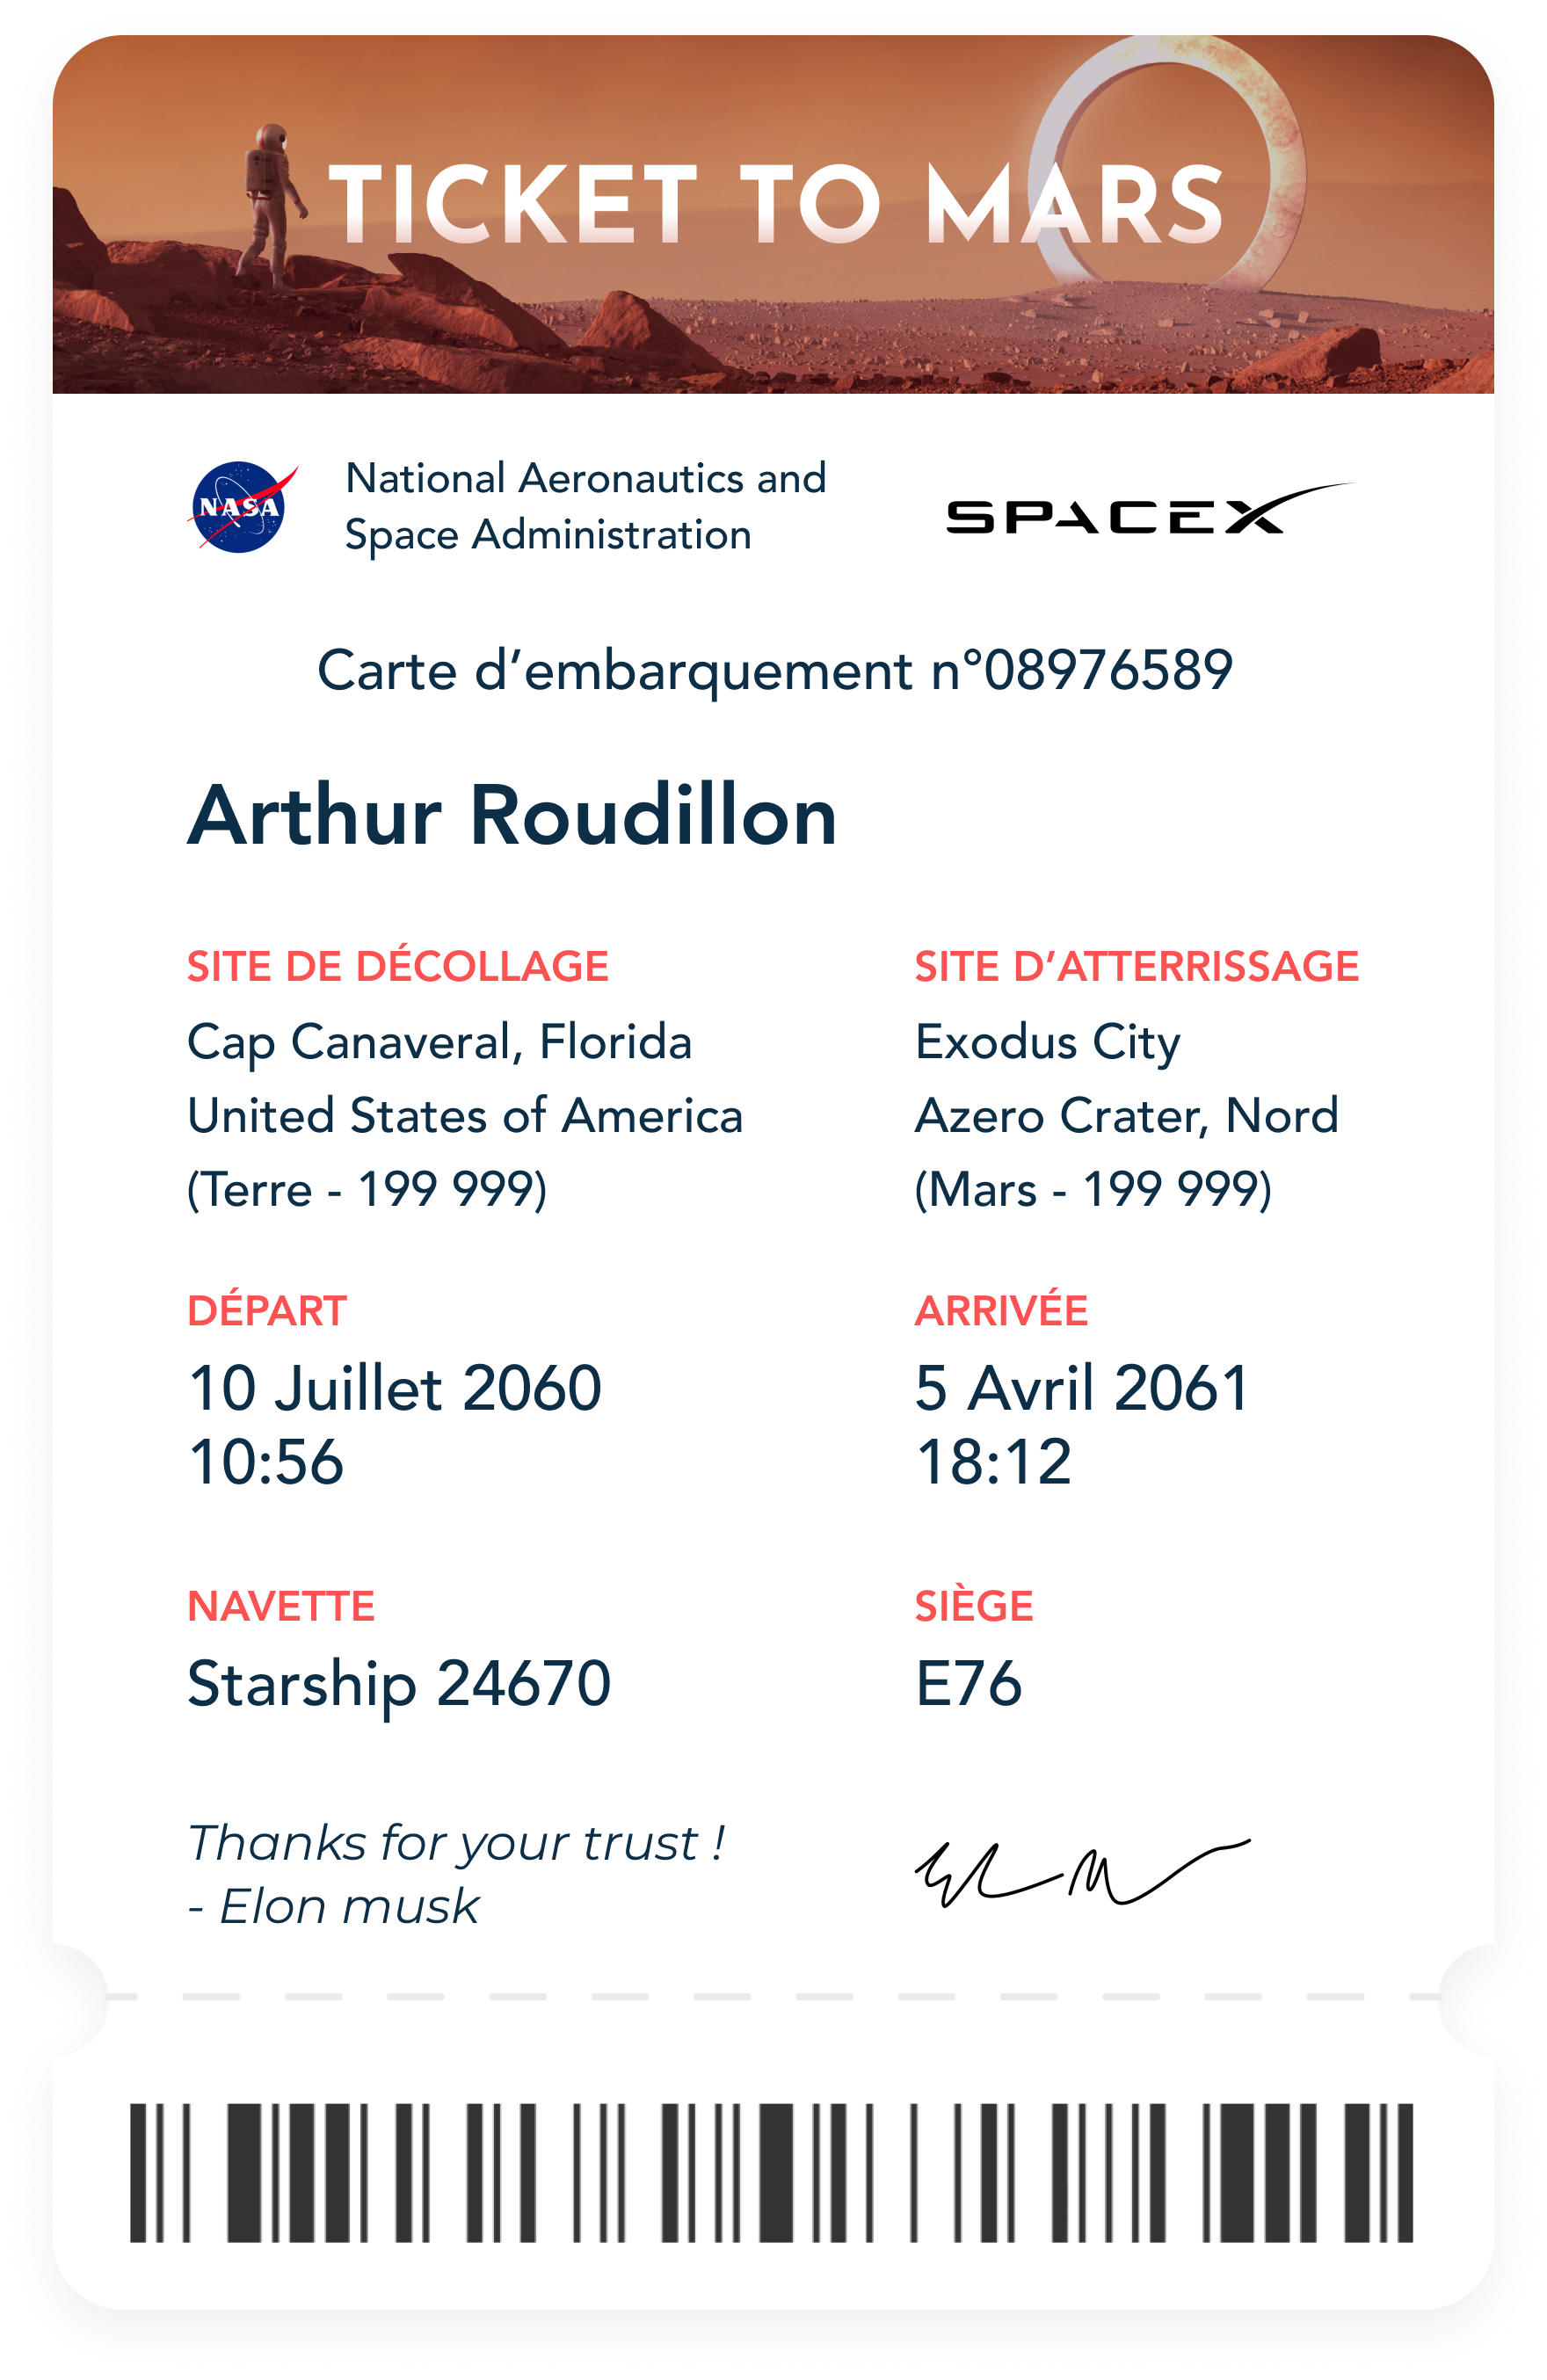 TICKET TO MARS
NASA
National Aeronautics and
Space Administration
SPACEX
Carte d’embarquement n°08976589
Arthur Roudillon
SITE DE DÉCOLLAGE
Cap Canaveral, Florida
United States of America
(Terre - 199 999)
SITE D’ATTERRISSAGE
Exodus City
Azero Crater, Nord
(Mars - 199 999)
DÉPART
10 Juillet 2060
10:56
ARRIVÉE
5 Avril 2061
18:12
NAVETTE
Starship 24670
SIÈGE
E76
Thanks for your trust !
- Elon musk